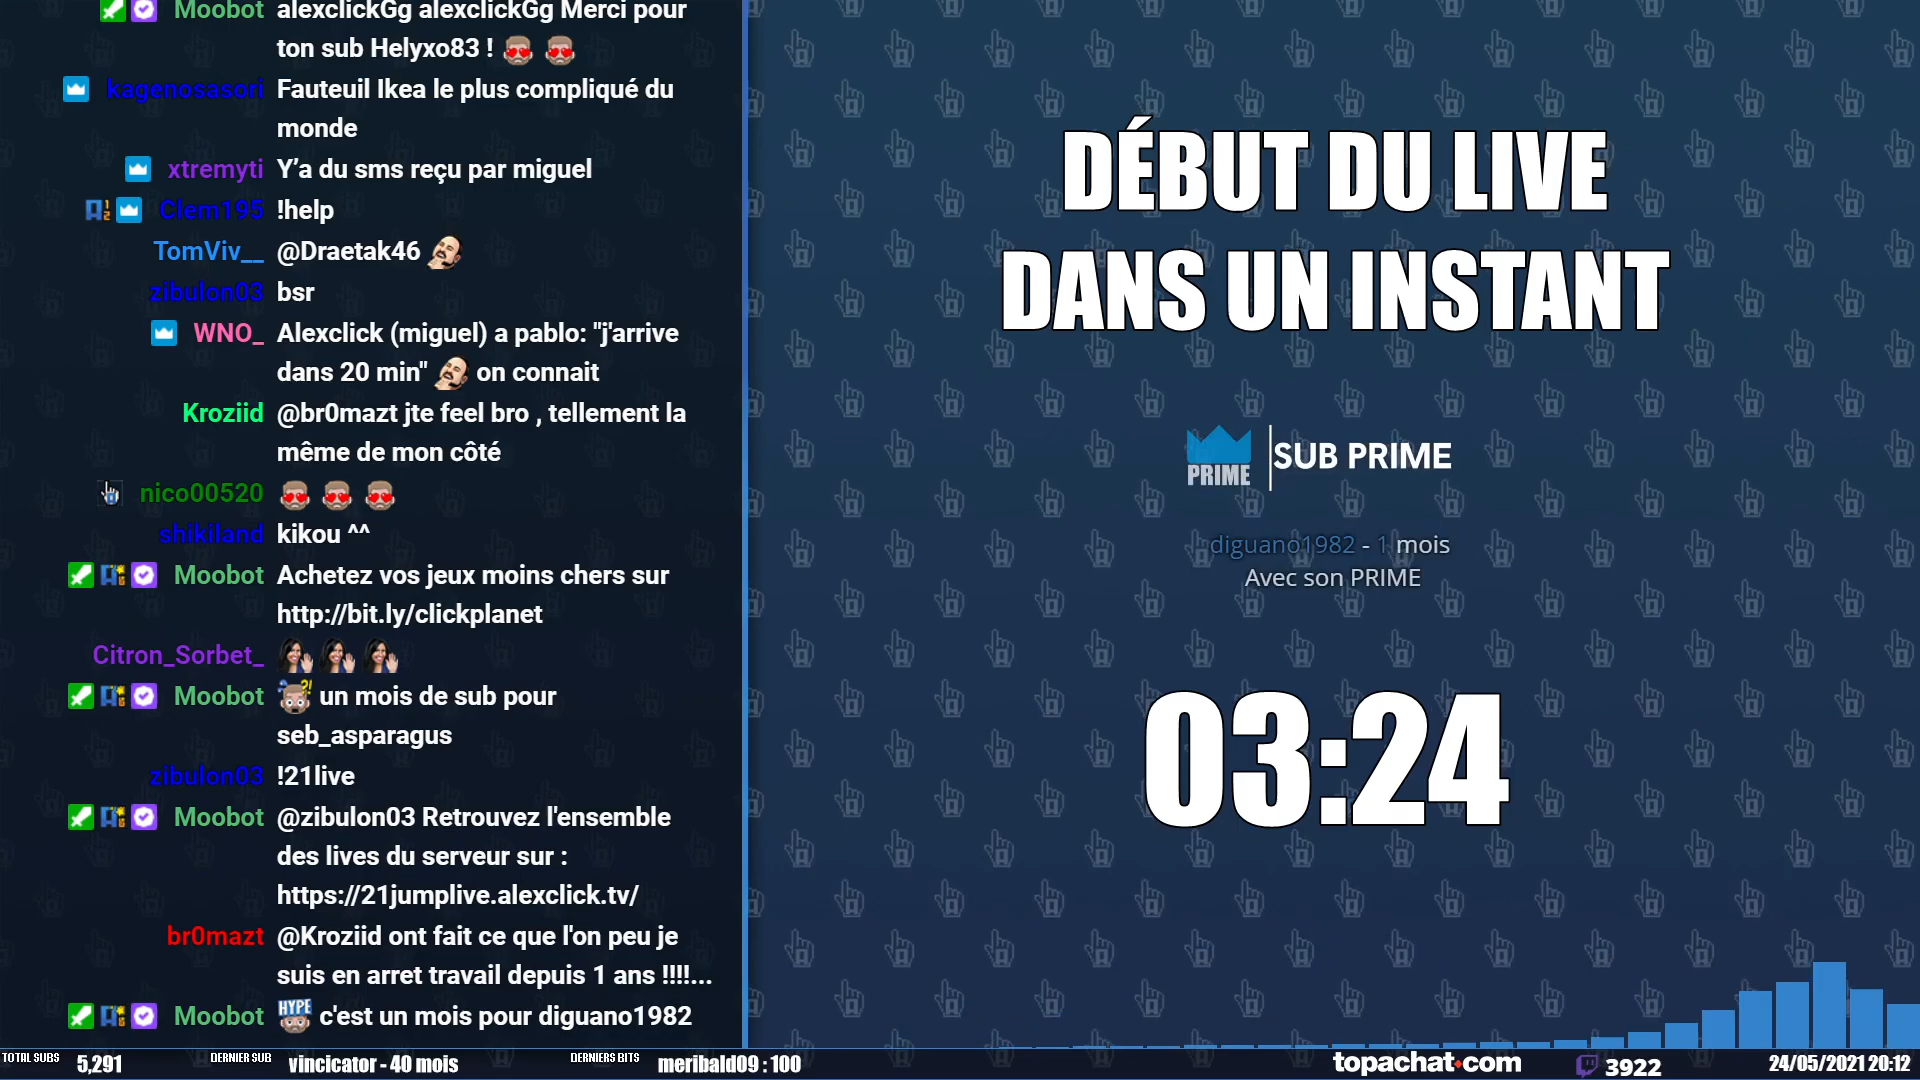 Moobot alexclickGg alexclickGg Merci pour
ton sub Helyxo83 !
kagenosasori Fauteuil Ikea le plus compliqué du
monde
xtremyti Y’a du sms reçu par miguel
Clem195 !help
TomViv__ @Draetak46
zibulon03 bsr
WNO_ Alexclick (miguel) a pablo: "j'arrive
dans 20 min" on connait
Kroziid @br0mazt jte feel bro , tellement la
même de mon côté
nico00520
shikiland kikou ^^
Moobot Achetez vos jeux moins chers sur
http://bit.ly/clickplanet
Citron_Sorbet_
Moobot un mois de sub pour
seb_asparagus
zibulon03 !21live
Moobot @zibulon03 Retrouvez l'ensemble
des lives du serveur sur :
https://21jumplive.alexclick.tv/
br0mazt @Kroziid ont fait ce que l'on peu je
suis en arret travail depuis 1 ans !!!!...
Moobot HYPE c'est un mois pour diguano1982
DÉBUT DU LIVE
DANS UN INSTANT
PRIME SUB PRIME
diguano1982 - 1 mois
Avec son PRIME
03:24
TOTAL SUBS 5,291 DERNIER SUB vincicator - 40 mois DERNIERS BITS meribald09 : 100 topachat.com 3922 24/05/2021 20:12